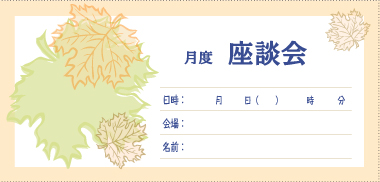 月度 座談会
日時： 月 日（ ） 時 分
会場：
名前：